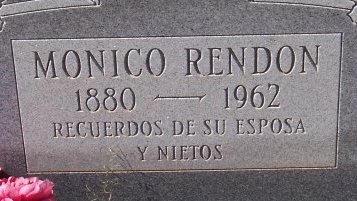 MONICO RENDON
1880 — 1962
RECUERDOS DE SU ESPOSA
Y NIETOS